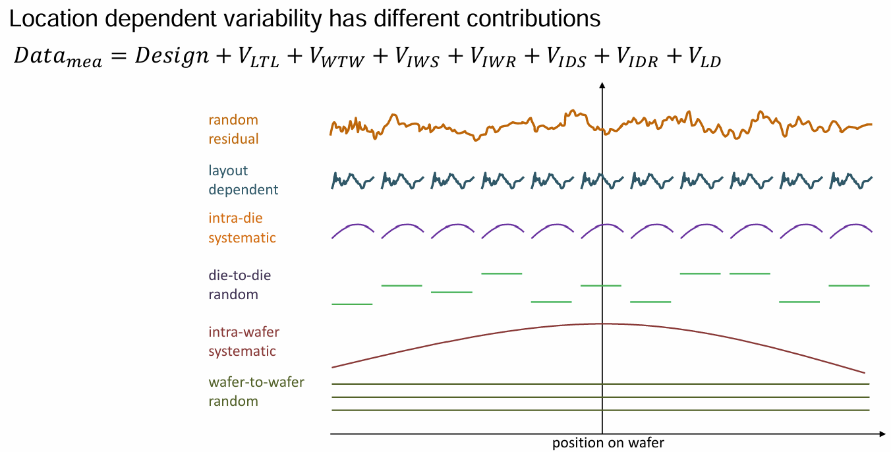 Location dependent variability has different contributions
Data_mea = Design + V_LTL + V_WTW + V_IWS + V_IWR + V_IDS + V_IDR + V_LD
random
residual
layout
dependent
intra-die
systematic
die-to-die
random
intra-wafer
systematic
wafer-to-wafer
random
position on wafer